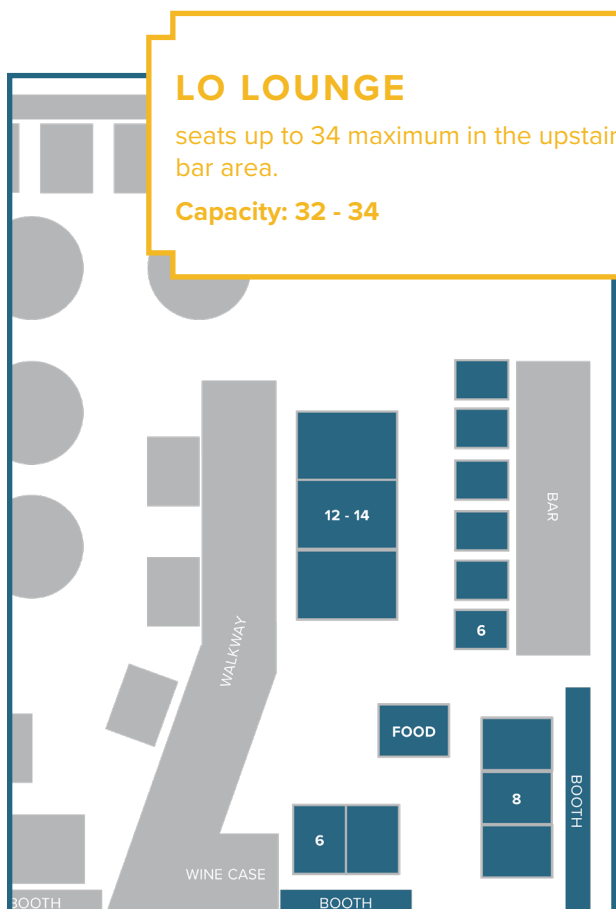 LO LOUNGE
seats up to 34 maximum in the upstair
bar area.
Capacity: 32 - 34
12 - 14
BAR
6
WALKWAY
FOOD
8
BOOTH
6
WINE CASE
BOOTH
BOOTH